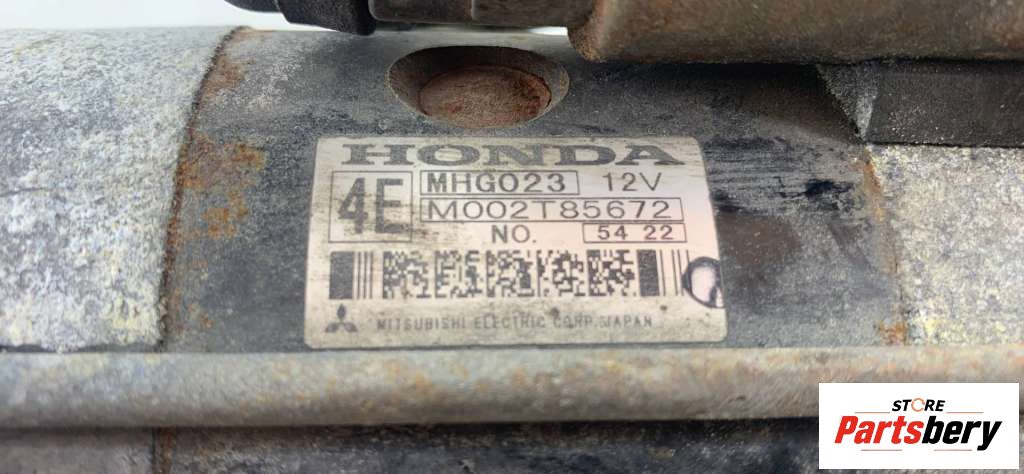 HONDA
4E
MHG023 12V
M002T85672
NO. 54 22
MITSUBISHI ELECTRIC CORP. JAPAN
STORE
Partsbery